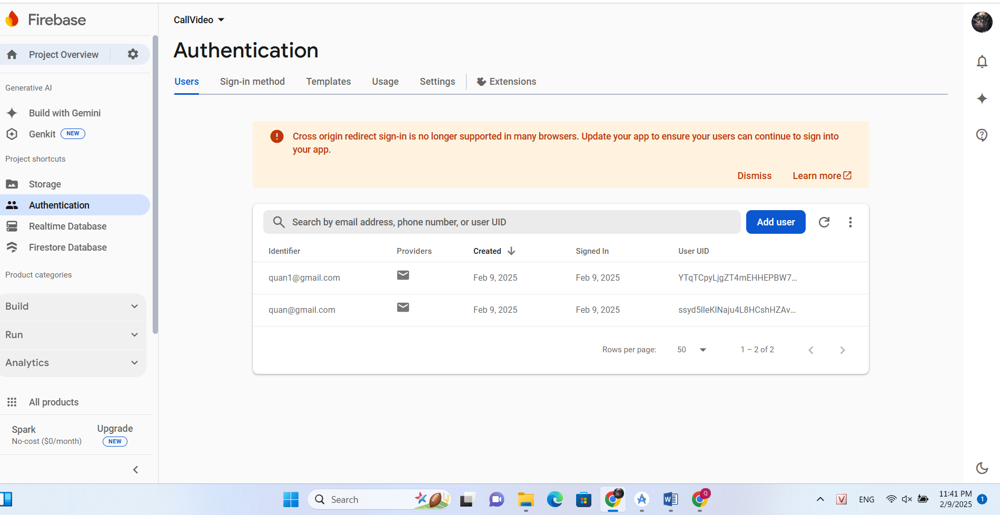 Firebase
Project Overview
Generative AI
Build with Gemini
Genkit NEW
Project shortcuts
Storage
Authentication
Realtime Database
Firestore Database
Product categories
Build
Run
Analytics
All products
Spark
No-cost ($0/month)
Upgrade
NEW
CallVideo
Authentication
Users Sign-in method Templates Usage Settings Extensions
Cross origin redirect sign-in is no longer supported in many browsers. Update your app to ensure your users can continue to sign into
your app.
Dismiss Learn more
Search by email address, phone number, or user UID Add user
Identifier Providers Created Signed In User UID
quan1@gmail.com Feb 9, 2025 Feb 9, 2025 YTqTCpyLjgZT4mEHHEPBW7...
quan@gmail.com Feb 9, 2025 Feb 9, 2025
Rows per page: 50 1 – 2 of 2
Search
Q
V
ENG
11:41 PM
2/9/2025
1